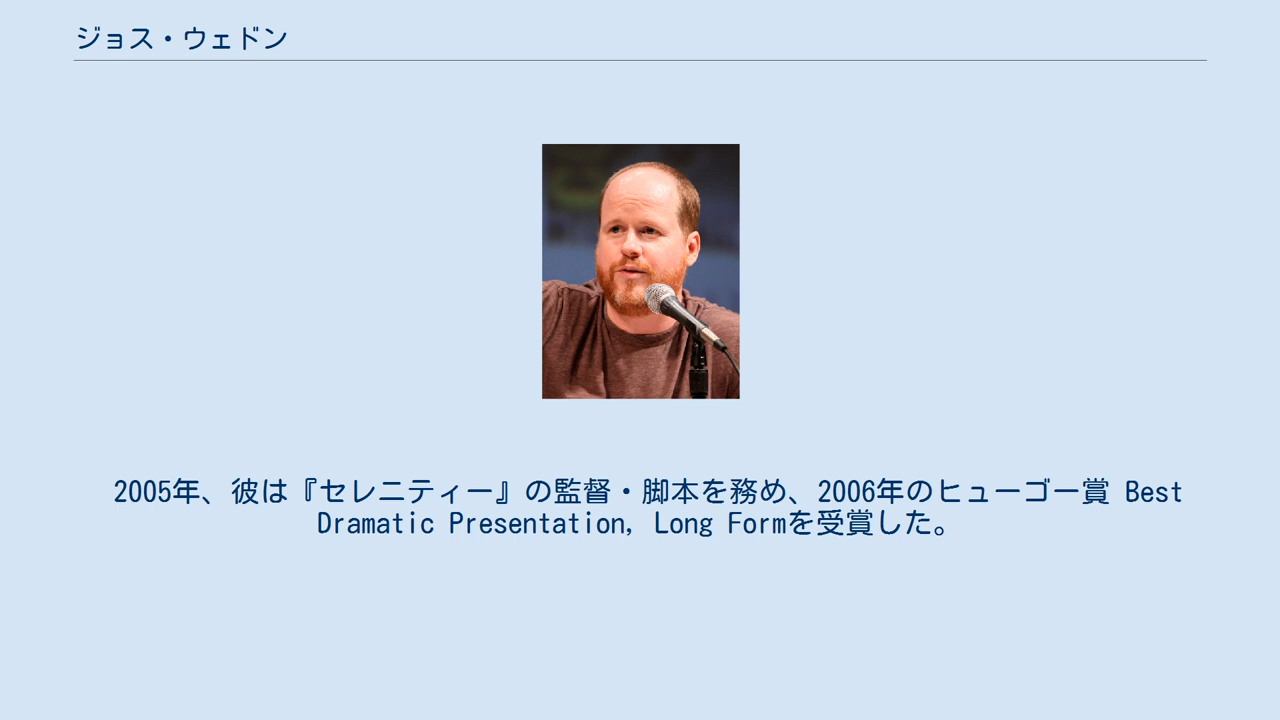 ジョス・ウェドン
2005年、彼は『セレニティー』の監督・脚本を務め、2006年のヒューゴー賞 Best
Dramatic Presentation, Long Formを受賞した。